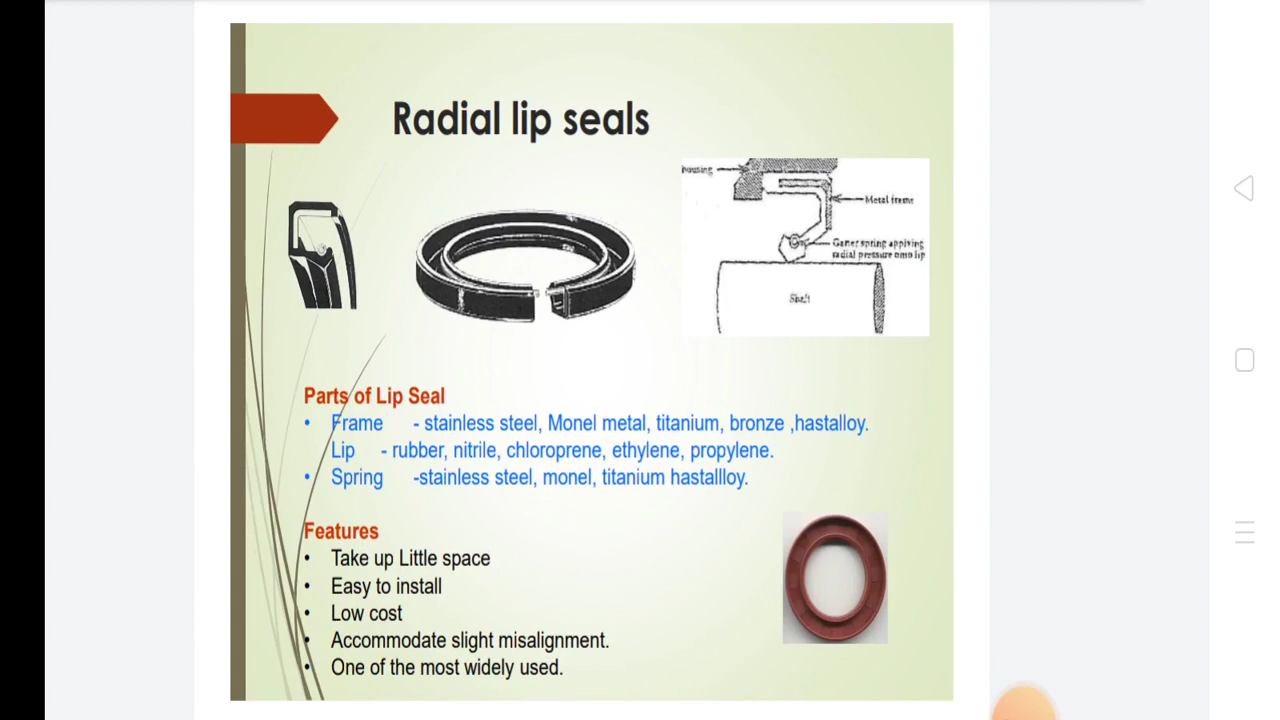 Radial lip seals
housing
Metal frame
Garter spring applying
radial pressure onto lip
Shaft
Parts of Lip Seal
• Frame - stainless steel, Monel metal, titanium, bronze ,hastalloy.
Lip - rubber, nitrile, chloroprene, ethylene, propylene.
• Spring -stainless steel, monel, titanium hastallloy.
Features
• Take up Little space
• Easy to install
• Low cost
• Accommodate slight misalignment.
• One of the most widely used.